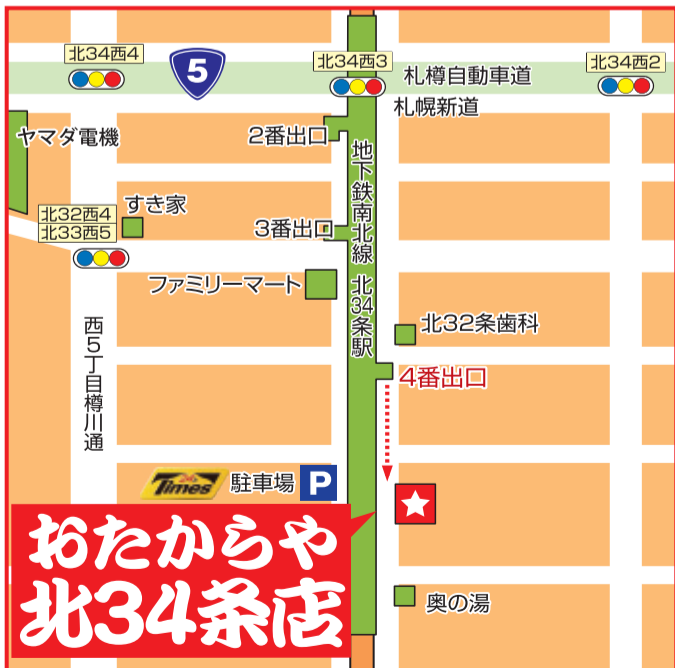 北34西4
5
北34西3
北34西2
札樽自動車道
札幌新道
ヤマダ電機
2番出口
地下鉄南北線 北34条駅
すき家
北32西4
北33西5
3番出口
ファミリーマート
北32条歯科
西5丁目樽川通
4番出口
Times
駐車場 P
おたからや
北34条店
奥の湯